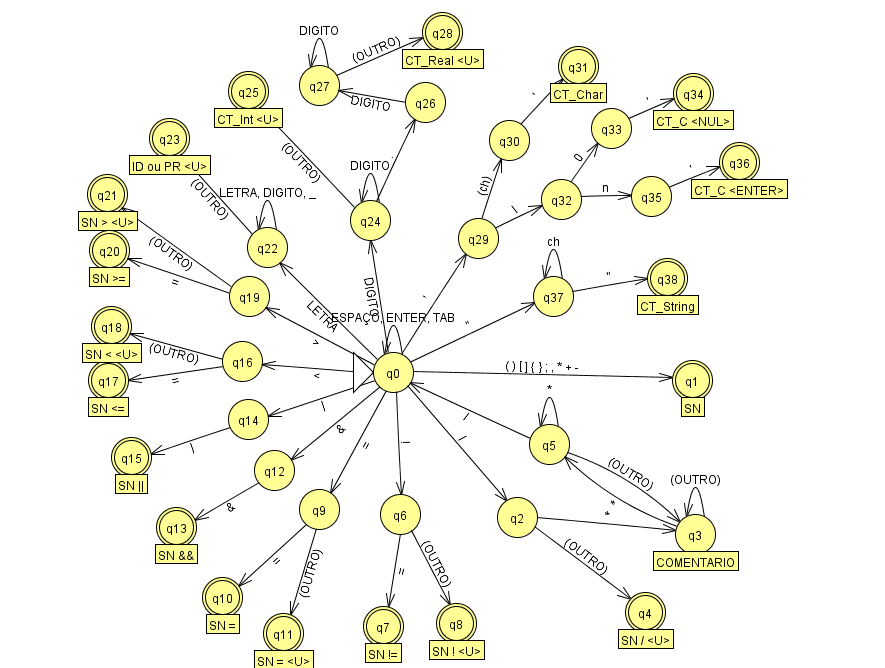 DIGITO
q28
(OUTRO)
CT_Real <U>
q27
q31
CT_Char
q25
CT_Int <U>
DIGITO
q26
'
q34
CT_C <NUL>
'
q23
ID ou PR <U>
(OUTRO)
DIGITO
.
q30
q33
0
q36
CT_C <ENTER>
'
q21
SN > <U>
(OUTRO)
LETRA, DIGITO, _
q24
(ch)
q32
n
q35
q20
SN >=
(OUTRO)
q22
q29
ch
=
q19
DIGITO
'
q37
"
q38
CT_String
q18
SN < <U>
LETRA
ESPAÇO, ENTER, TAB
"
(OUTRO)
>
q17
SN <=
=
q16
<
q0
( ) [ ] { } ; , * + -
q1
SN
q14
|
*
q15
SN ||
|
&
=
!
/
/
q5
(OUTRO)
(OUTRO)
q12
&
q9
q6
q2
*
*
q3
COMENTARIO
q13
SN &&
=
(OUTRO)
=
(OUTRO)
(OUTRO)
q10
SN =
q11
SN = <U>
q7
SN !=
q8
SN ! <U>
q4
SN / <U>